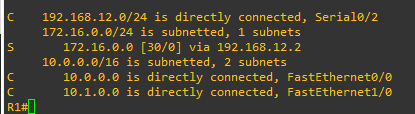 C    192.168.12.0/24 is directly connected, Serial0/2
     172.16.0.0/24 is subnetted, 1 subnets
S       172.16.0.0 [30/0] via 192.168.12.2
     10.0.0.0/16 is subnetted, 2 subnets
C       10.0.0.0 is directly connected, FastEthernet0/0
C       10.1.0.0 is directly connected, FastEthernet1/0
R1#